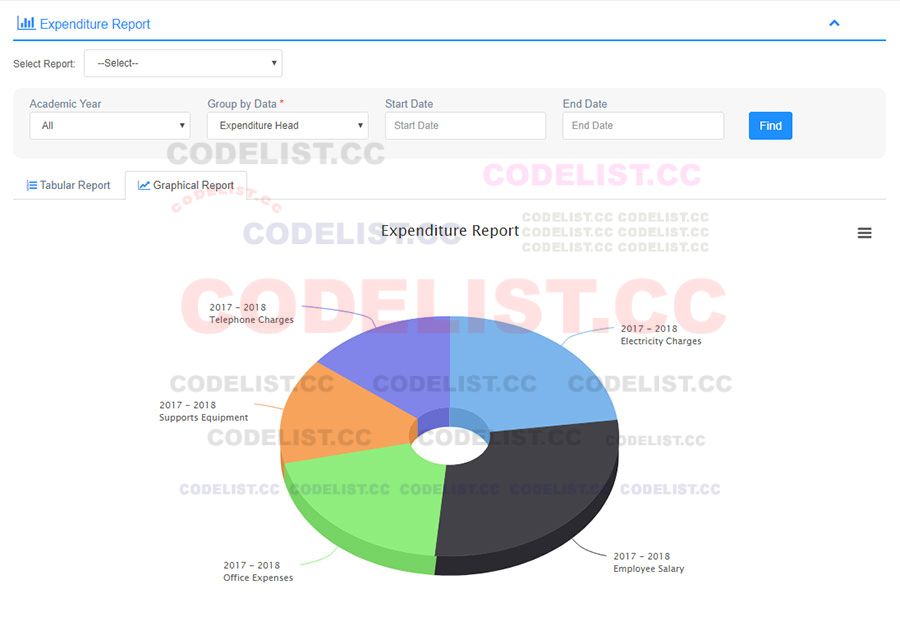 Expenditure Report
Select Report: --Select--
Academic Year Group by Data * Start Date End Date
All Expenditure Head Start Date End Date Find
CODELIST.CC
CODELIST.CC
Tabular Report Graphical Report
CODELIST.CC
CODELIST.CC CODELIST.CC
CODELIST.CC
Expenditure Report
CODELIST.CC CODELIST.CC
CODELIST.CC CODELIST.CC
CODELIST.CC
2017 - 2018
Telephone Charges
2017 - 2018
Electricity Charges
CODELIST.CC CODELIST.CC CODELIST.CC
2017 - 2018
Supports Equipment
CODELIST.CC CODELIST.CC CODELIST.CC
CODELIST.CC CODELIST.CC CODELIST.CC CODELIST.CC CODELIST.CC
2017 - 2018
Employee Salary
2017 - 2018
Office Expenses